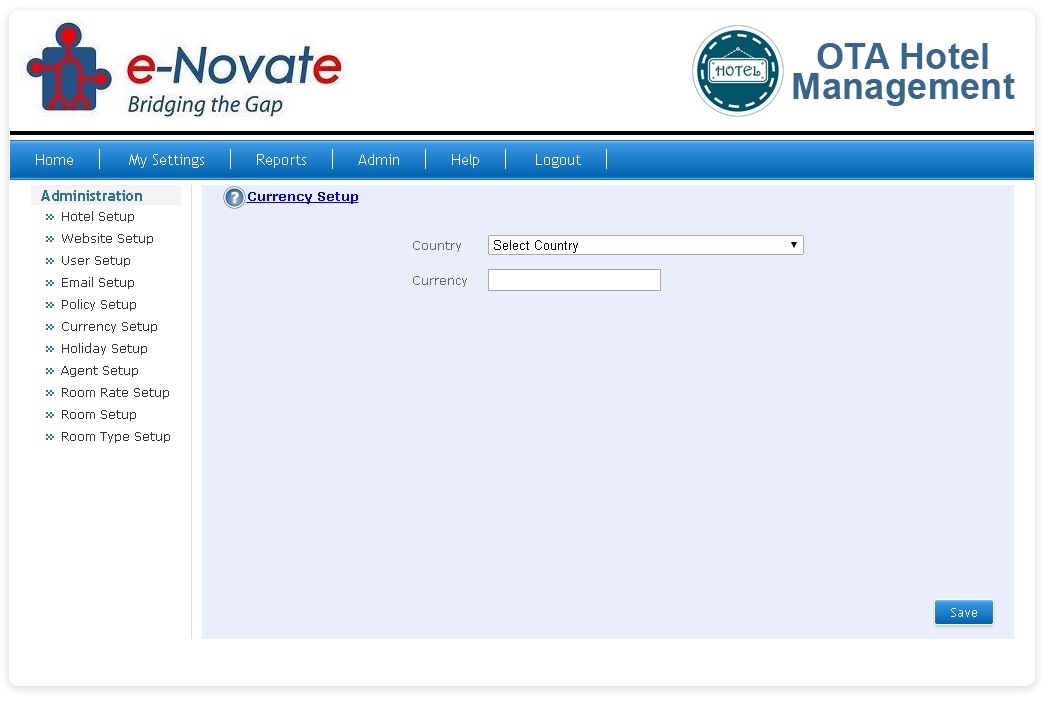 e-Novate
Bridging the Gap
HOTEL
OTA Hotel
Management
Home My Settings Reports Admin Help Logout
Administration
Hotel Setup
Website Setup
User Setup
Email Setup
Policy Setup
Currency Setup
Holiday Setup
Agent Setup
Room Rate Setup
Room Setup
Room Type Setup
? Currency Setup
Country Select Country
Currency
Save